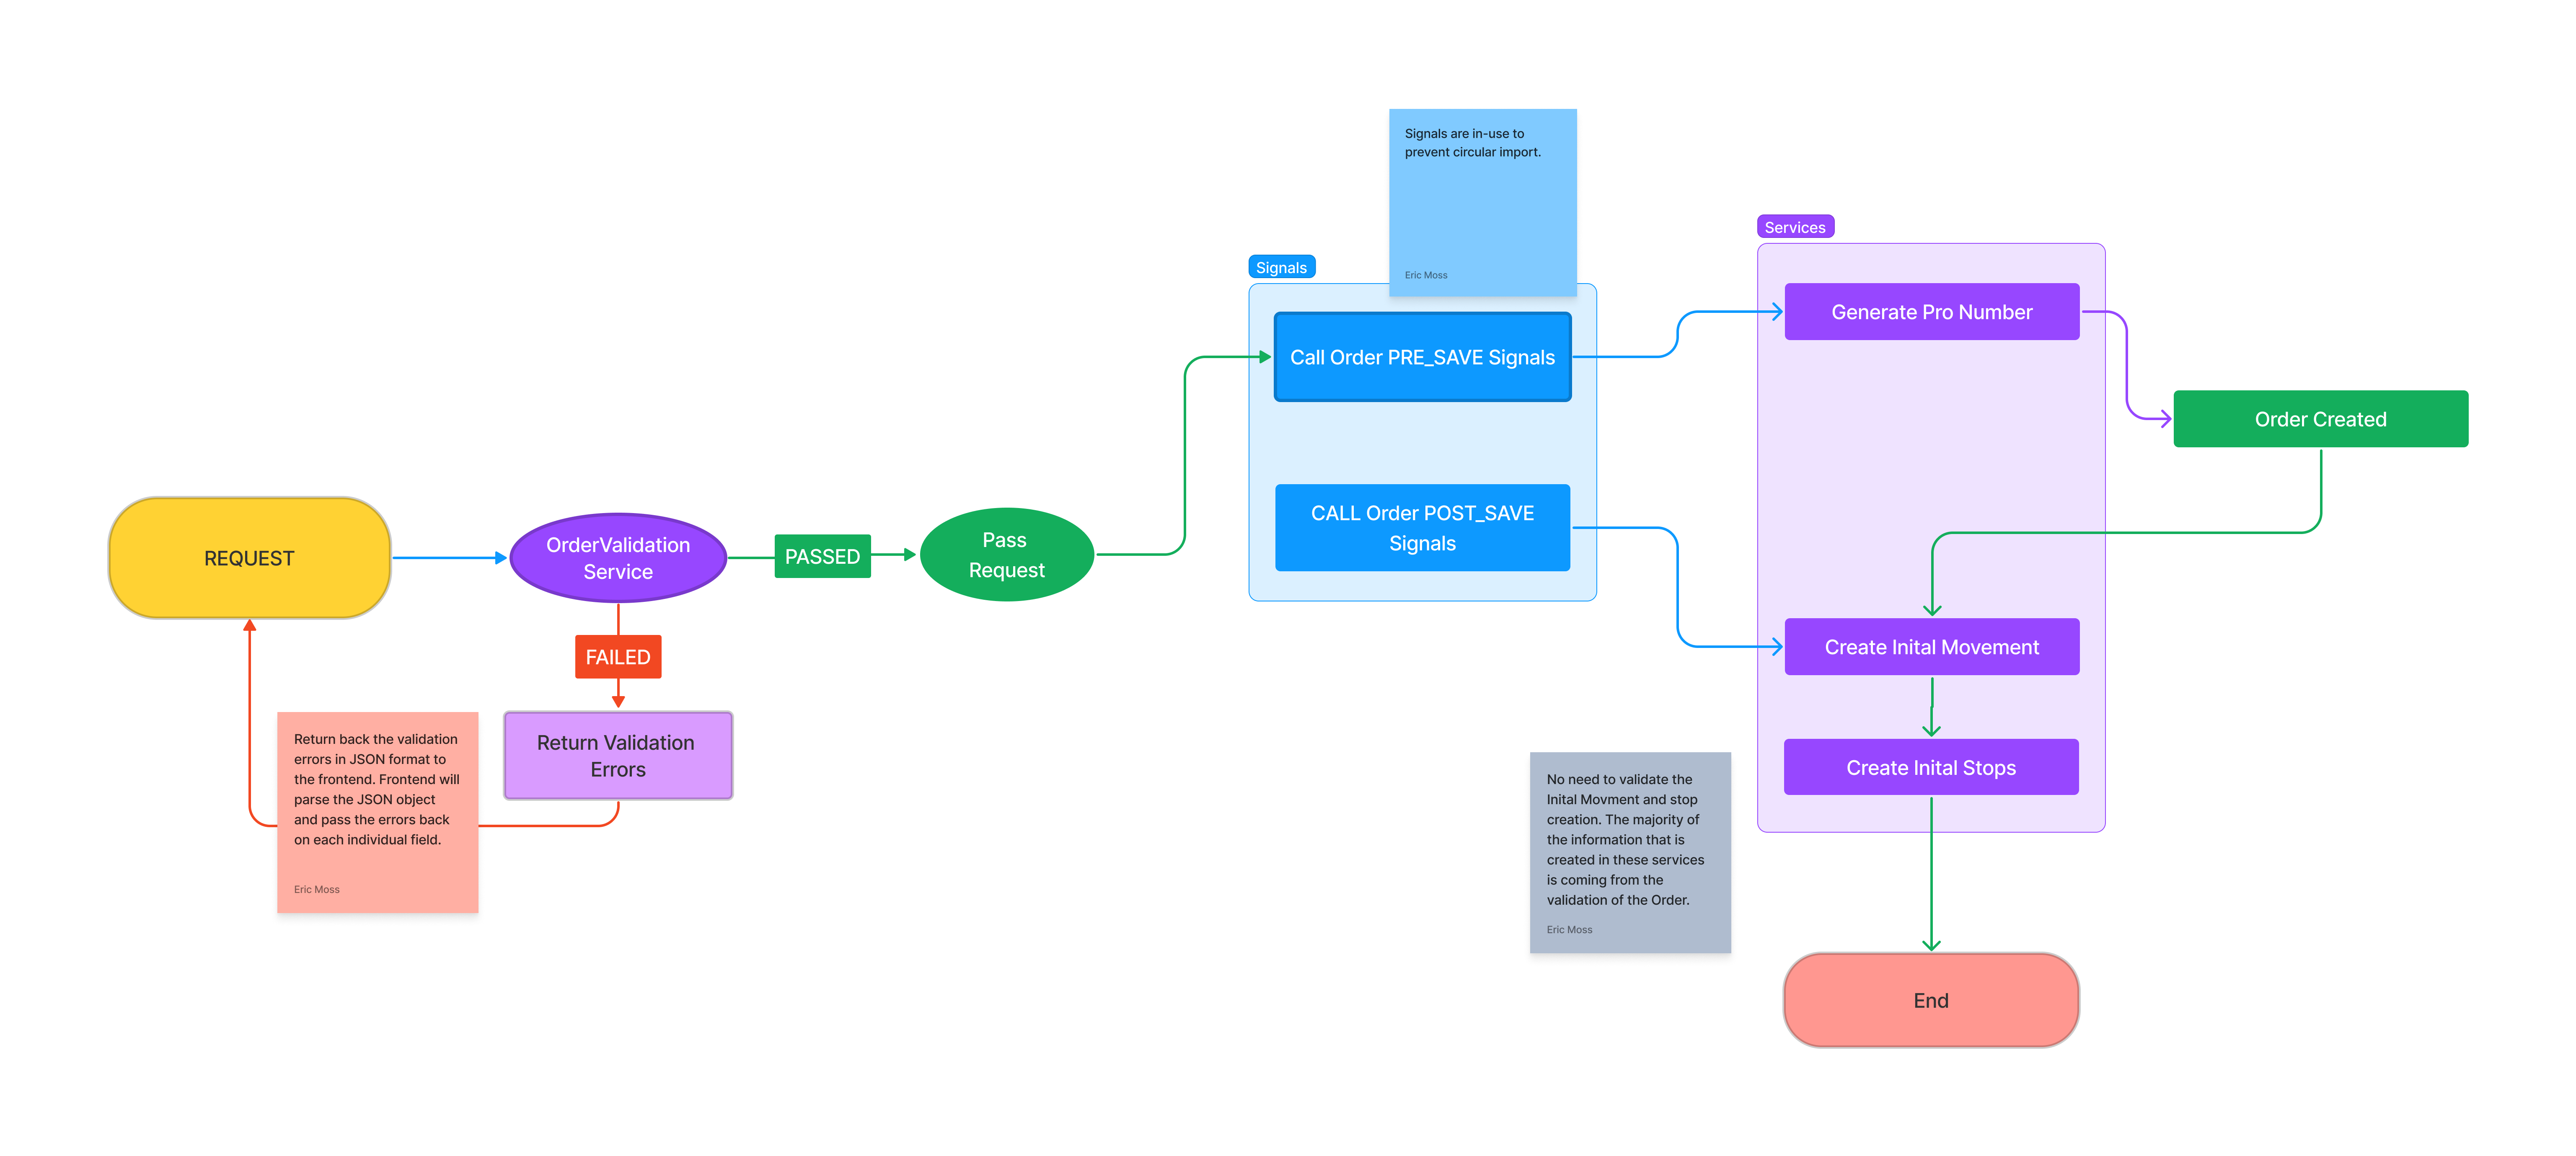 Signals are in-use to
prevent circular import.
Eric Moss
Services
Signals
Generate Pro Number
Call Order PRE_SAVE Signals
Order Created
CALL Order POST_SAVE
Signals
REQUEST
OrderValidation
Service
PASSED
Pass
Request
FAILED
Create Inital Movement
Return Validation
Errors
Return back the validation
errors in JSON format to
the frontend. Frontend will
parse the JSON object
and pass the errors back
on each individual field.
Eric Moss
Create Inital Stops
No need to validate the
Inital Movment and stop
creation. The majority of
the information that is
created in these services
is coming from the
validation of the Order.
Eric Moss
End